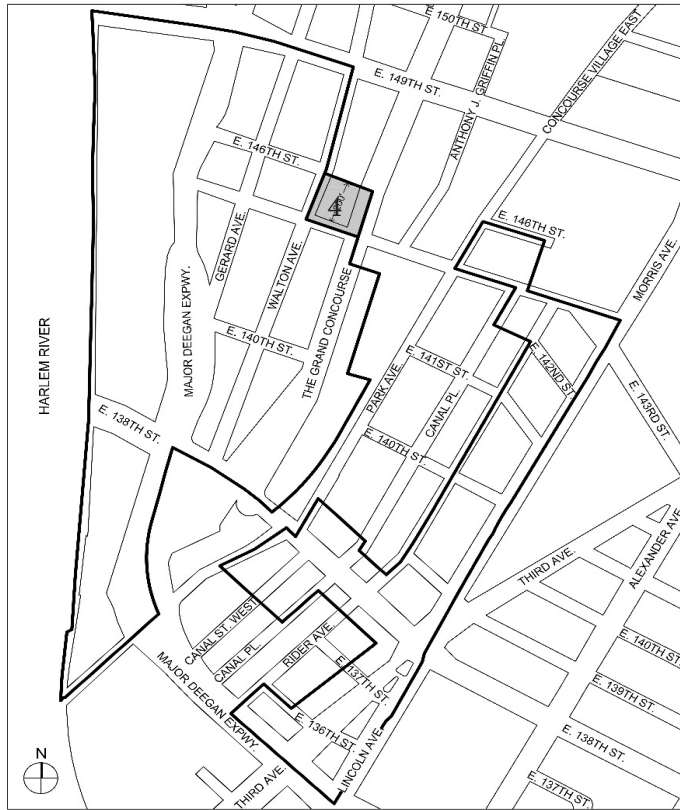 E. 150TH ST.
CONCOURSE VILLAGE EAST
ANTHONY J. GRIFFIN PL.
E. 149TH ST.
E. 146TH ST.
1
E. 146TH ST.
GERARD AVE.
WALTON AVE.
MORRIS AVE.
MAJOR DEEGAN EXPWY.
THE GRAND CONCOURSE
HARLEM RIVER
E. 140TH ST.
E. 141ST ST.
E. 142ND ST.
PARK AVE.
CANAL PL.
E. 143RD ST.
E. 138TH ST.
E. 140TH ST.
ALEXANDER AVE.
THIRD AVE.
CANAL ST. WEST
CANAL PL.
RIDER AVE.
E. 137TH ST.
E. 140TH ST.
MAJOR DEEGAN EXPWY.
E. 139TH ST.
E. 136TH ST.
E. 138TH ST.
N
LINCOLN AVE.
THIRD AVE.
E. 137TH ST.